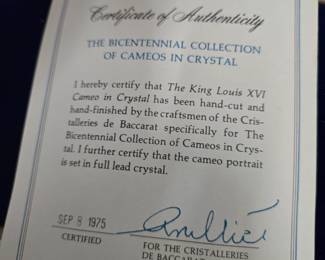 Certificate of Authenticity
THE BICENTENNIAL COLLECTION
OF CAMEOS IN CRYSTAL
I hereby certify that The King Louis XVI
Cameo in Crystal has been hand-cut and
hand-finished by the craftsmen of the Cris-
talleries de Baccarat specifically for The
Bicentennial Collection of Cameos in Crys-
tal. I further certify that the cameo portrait
is set in full lead crystal.
SEP 8 1975
CERTIFIED
FOR THE CRISTALLERIES
DE BACCARAT